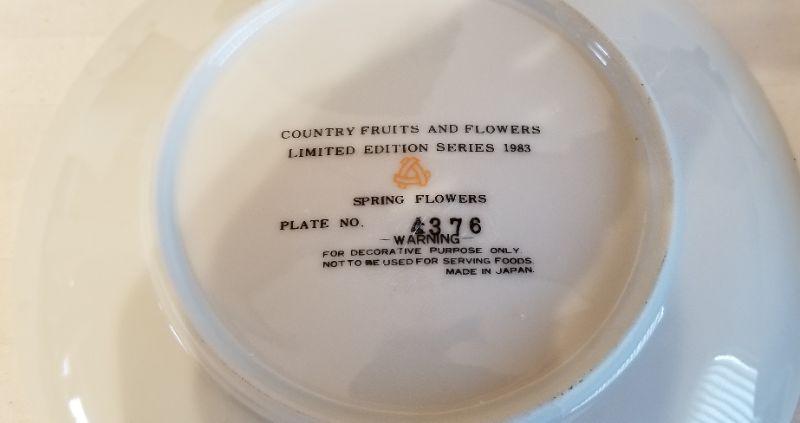 COUNTRY FRUITS AND FLOWERS
LIMITED EDITION SERIES 1983
SPRING FLOWERS
PLATE NO. 4376
—WARNING—
FOR DECORATIVE PURPOSE ONLY.
NOT TO BE USED FOR SERVING FOODS.
MADE IN JAPAN.